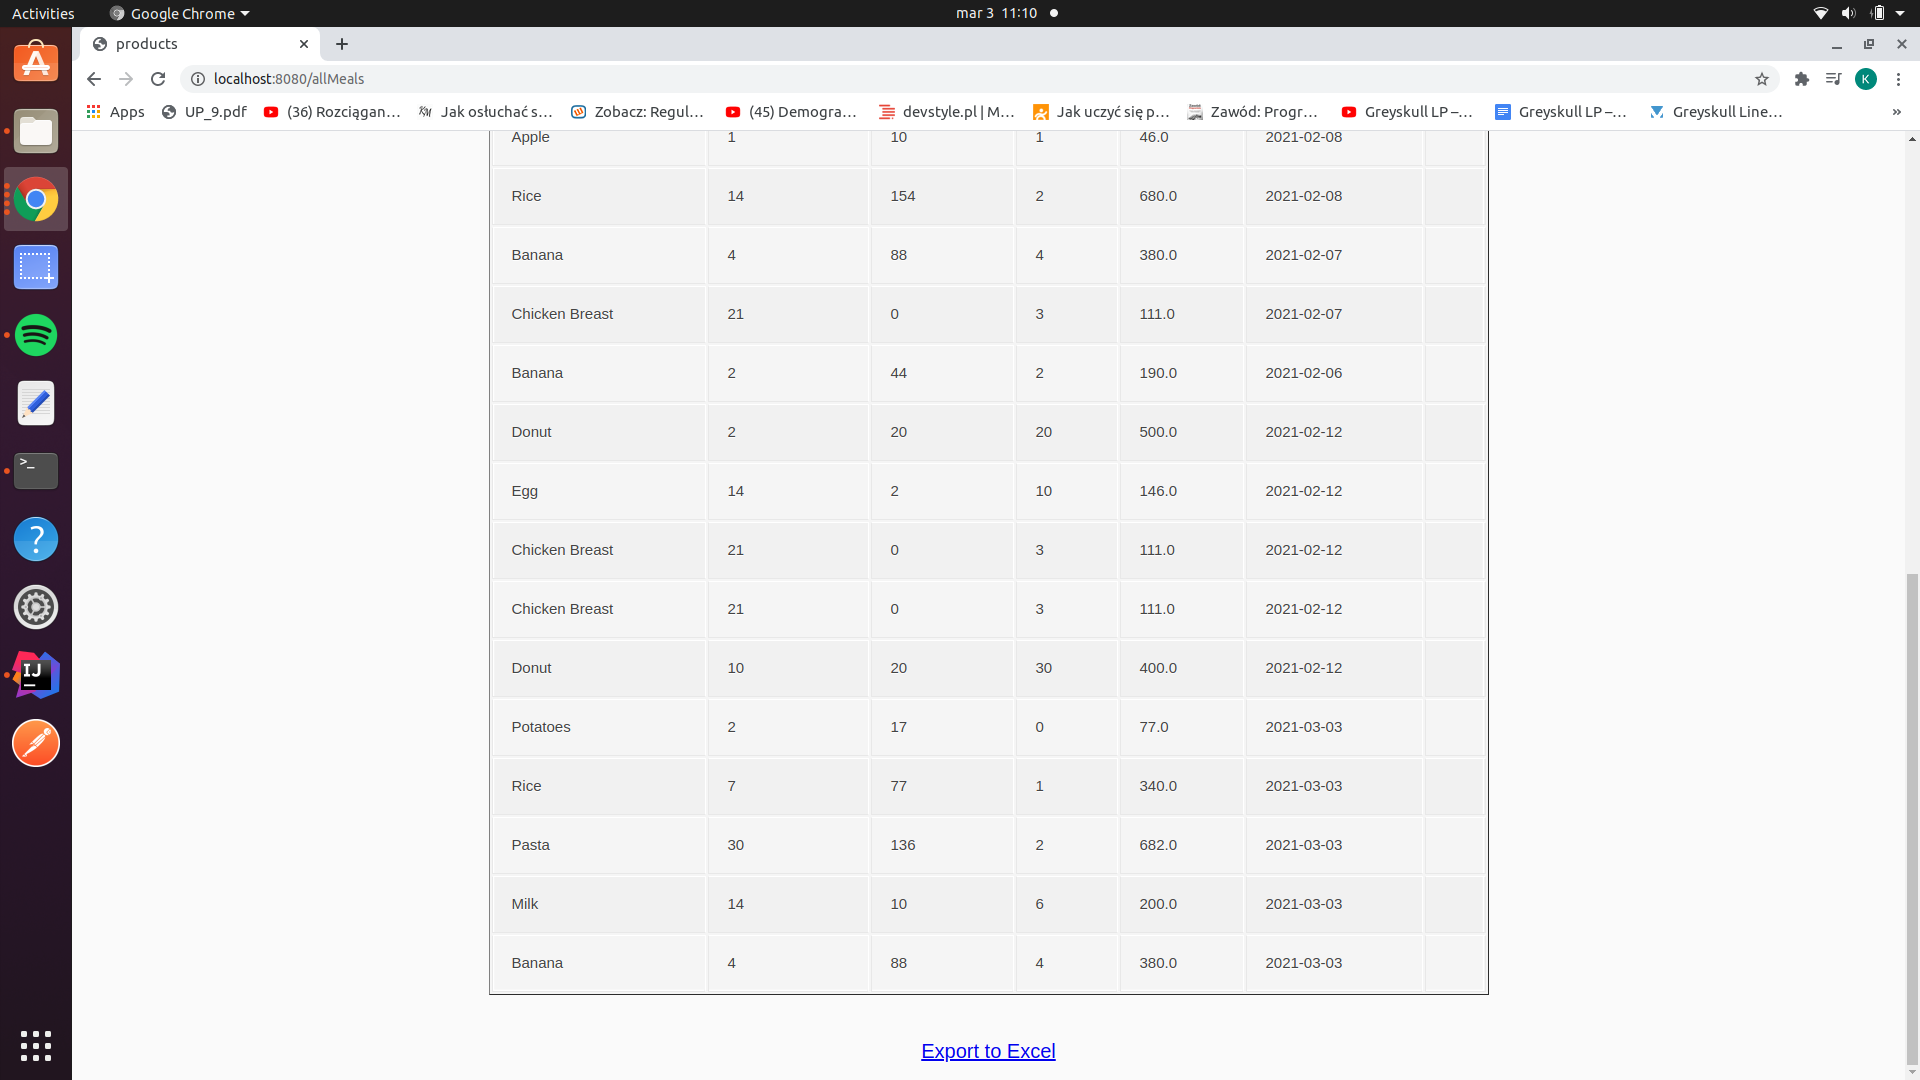 Activities Google Chrome mar 3 11:10
products
localhost:8080/allMeals
Apps UP_9.pdf (36) Rozciągan... Jak osłuchać s... Zobacz: Regul... (45) Demogra... devstyle.pl | M... Jak uczyć się p... Zawód: Progr... Greyskull LP –... Greyskull LP –... Greyskull Line... »
Apple 1 10 1 46.0 2021-02-08
Rice 14 154 2 680.0 2021-02-08
Banana 4 88 4 380.0 2021-02-07
Chicken Breast 21 0 3 111.0 2021-02-07
Banana 2 44 2 190.0 2021-02-06
Donut 2 20 20 500.0 2021-02-12
Egg 14 2 10 146.0 2021-02-12
Chicken Breast 21 0 3 111.0 2021-02-12
Chicken Breast 21 0 3 111.0 2021-02-12
Donut 10 20 30 400.0 2021-02-12
Potatoes 2 17 0 77.0 2021-03-03
Rice 7 77 1 340.0 2021-03-03
Pasta 30 136 2 682.0 2021-03-03
Milk 14 10 6 200.0 2021-03-03
Banana 4 88 4 380.0 2021-03-03
Export to Excel
K
>_
?
IJ